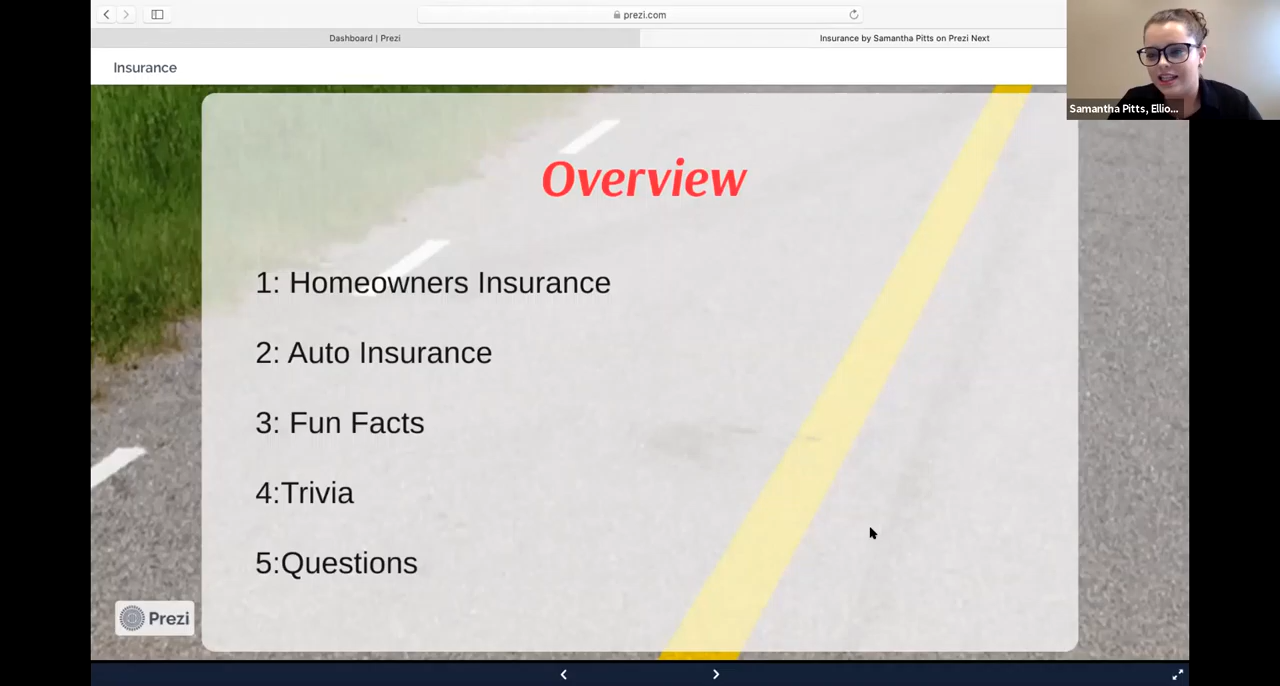 prezi.com
Dashboard | Prezi
Insurance by Samantha Pitts on Prezi Next
Insurance
Samantha Pitts, Ellio...
Overview
1: Homeowners Insurance
2: Auto Insurance
3: Fun Facts
4:Trivia
5:Questions
Prezi